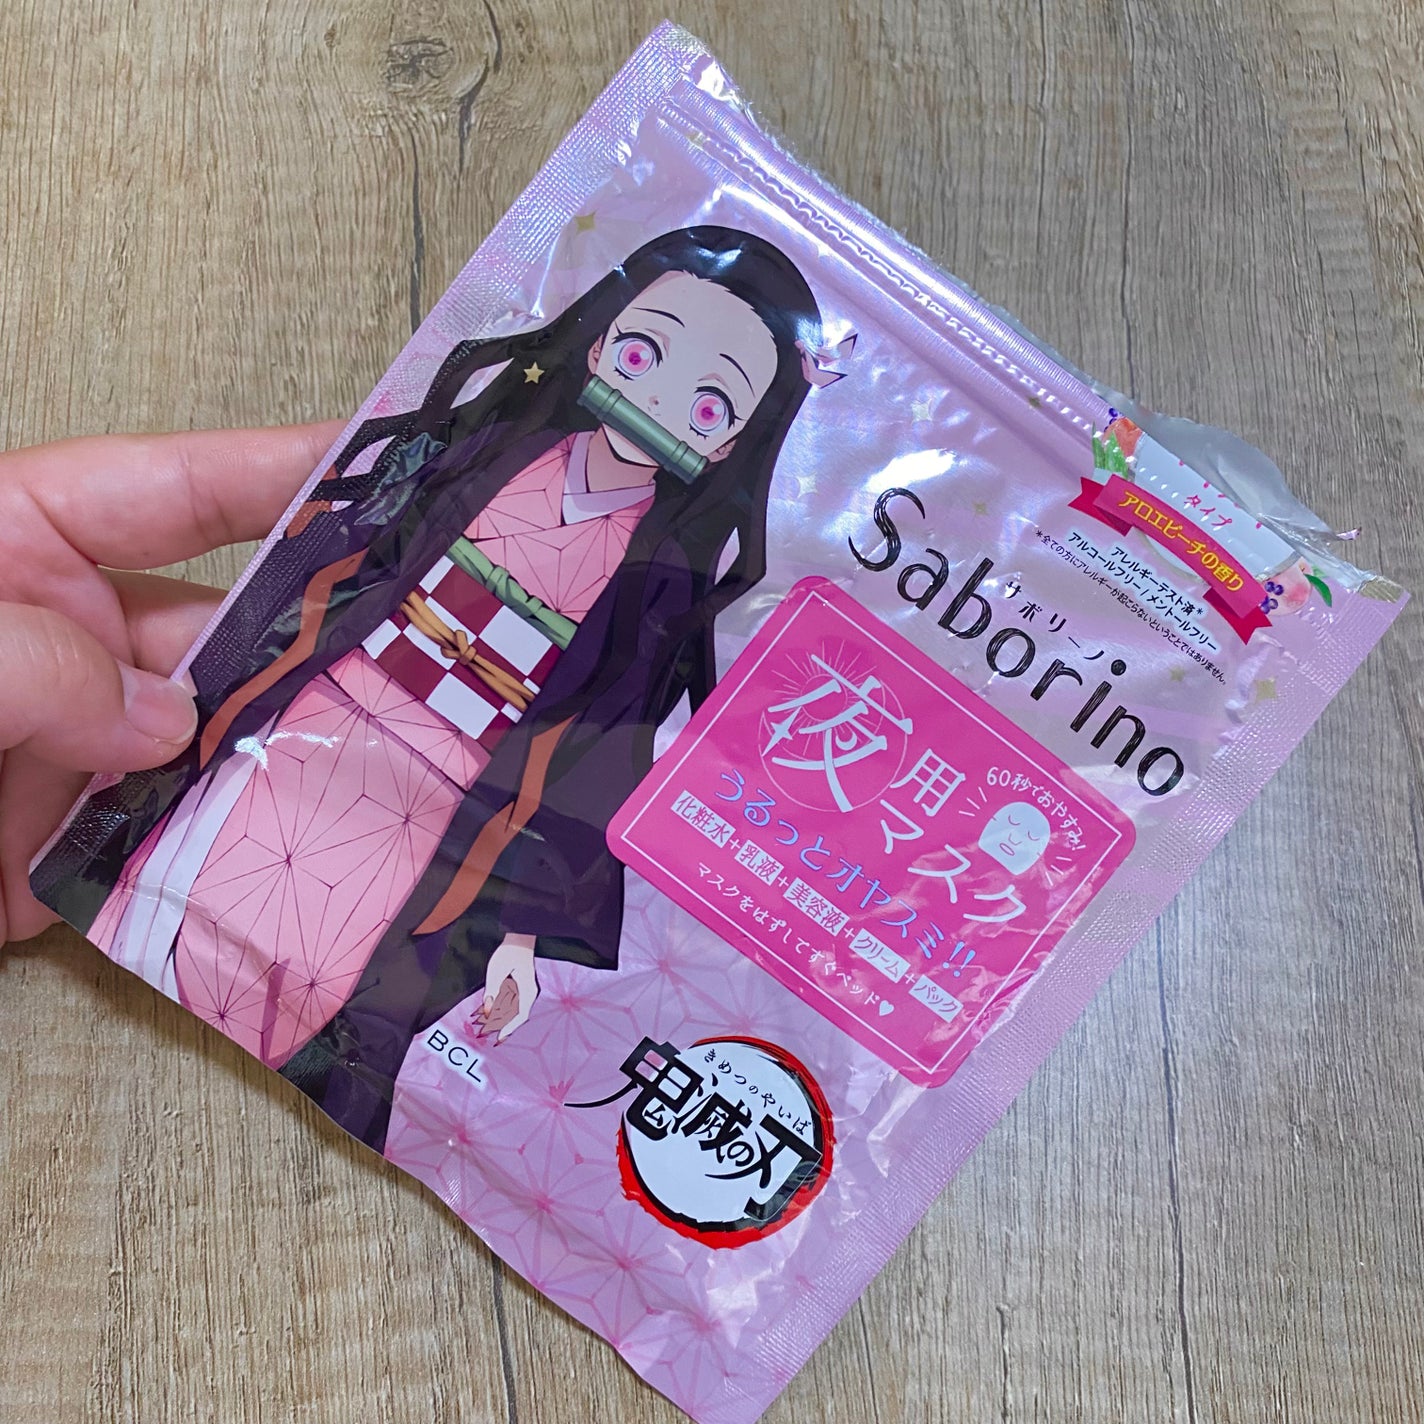 タイプ
アロエピーチの香り
アレルギーテスト済*
アルコールフリー/メントールフリー
*全ての方にアレルギーが起こらないということではありません。
Saborino
サボリーノ
夜用マスク
60秒でおやすみ!
うるっとオヤスミ!!
化粧水+乳液+美容液+クリーム+パック
マスクをはずしてすぐベッド♥
BCL
きめつのやいば
鬼滅の刃